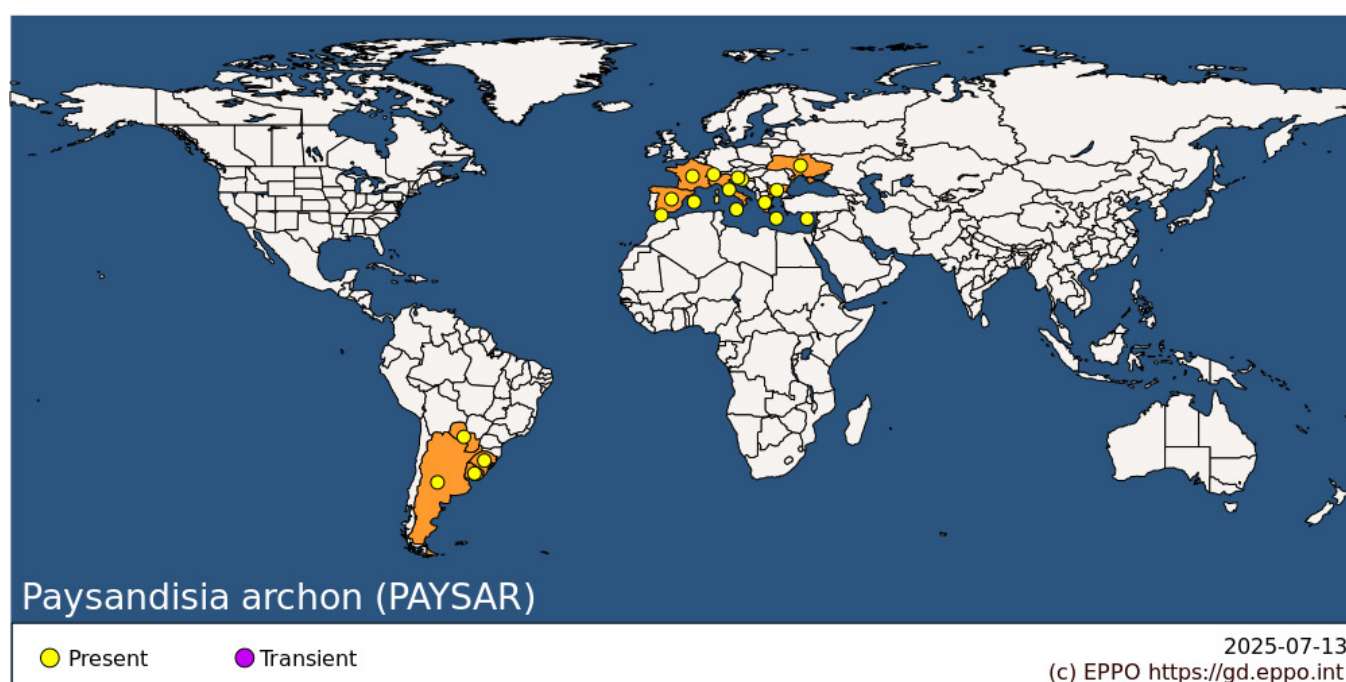 Paysandisia archon (PAYSAR)
Present
Transient
2025-07-13
(c) EPPO https://gd.eppo.int